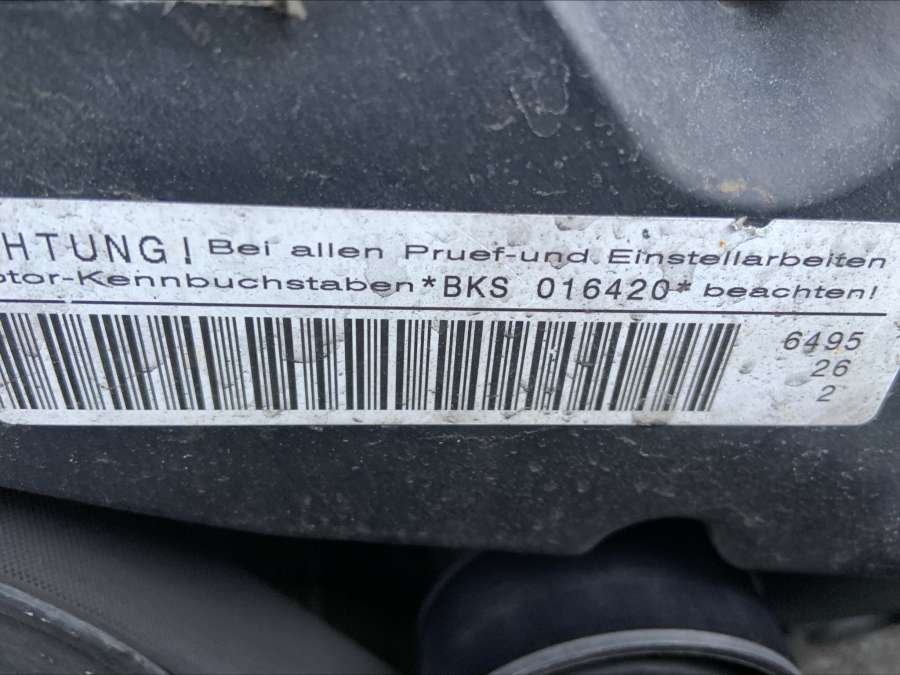 HTUNG! Bei allen Pruef-und Einstellarbeiten
otor-Kennbuchstaben *BKS 016420* beachten!
6495
26
2